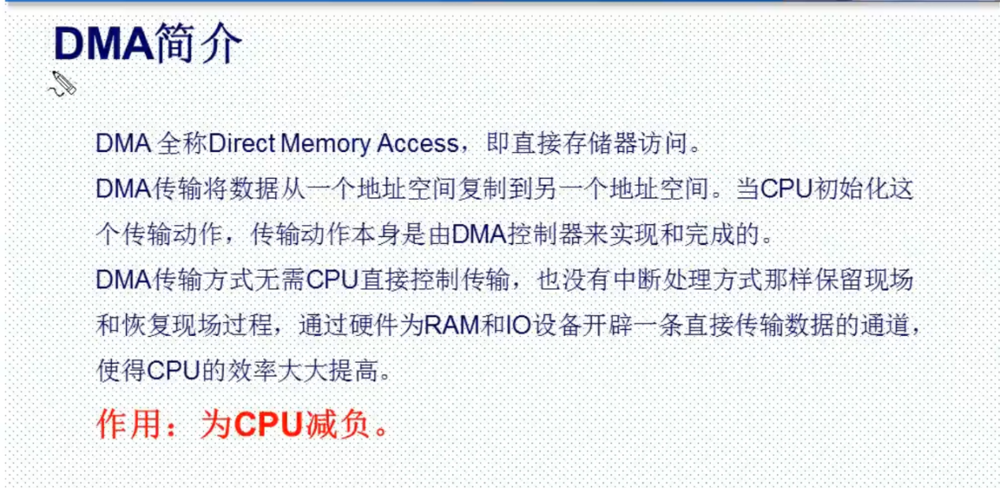 DMA简介
DMA 全称Direct Memory Access，即直接存储器访问。
DMA传输将数据从一个地址空间复制到另一个地址空间。当CPU初始化这
个传输动作，传输动作本身是由DMA控制器来实现和完成的。
DMA传输方式无需CPU直接控制传输，也没有中断处理方式那样保留现场
和恢复现场过程，通过硬件为RAM和IO设备开辟一条直接传输数据的通道，
使得CPU的效率大大提高。
作用：为CPU减负。